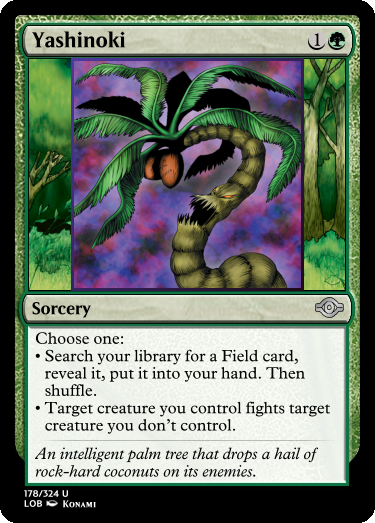 Yashinoki 1
Sorcery
Choose one:
• Search your library for a Field card,
reveal it, put it into your hand. Then
shuffle.
• Target creature you control fights target
creature you don't control.
An intelligent palm tree that drops a hail of
rock-hard coconuts on its enemies.
178/324 U
LOB Konami